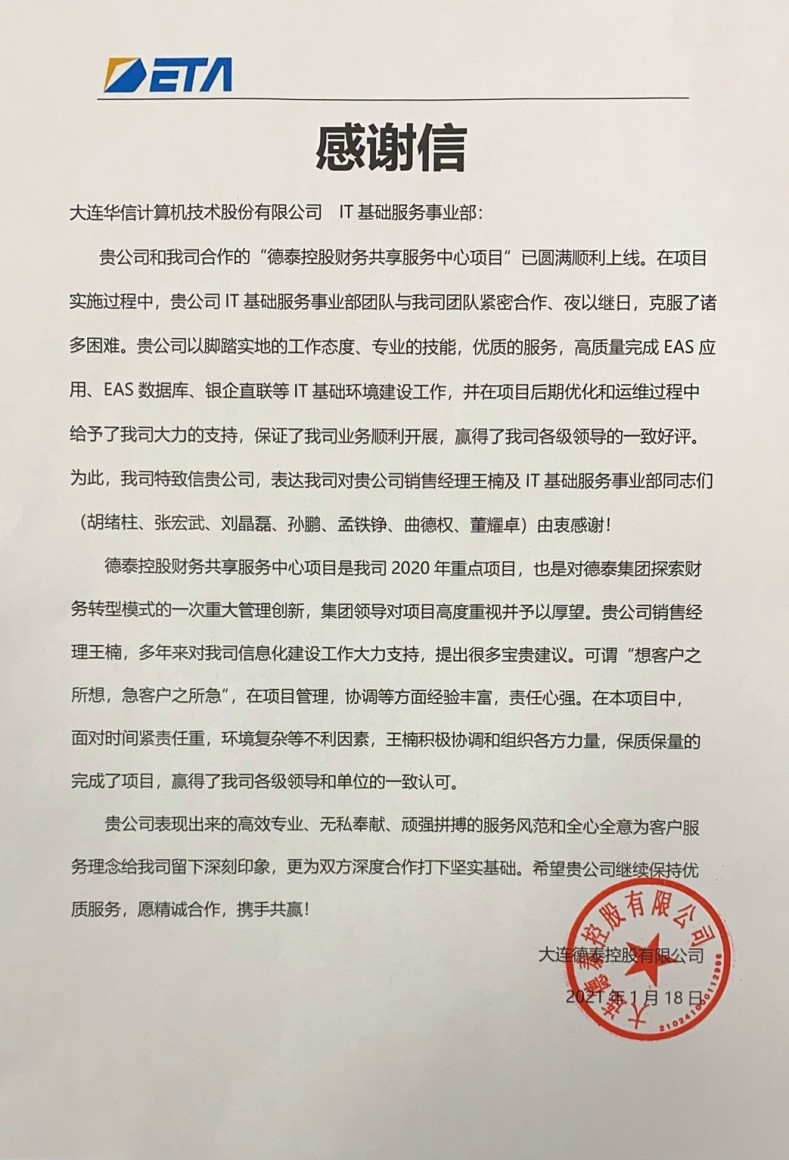 DETA
感谢信
大连华信计算机技术股份有限公司 IT 基础服务事业部：
贵公司和我司合作的“德泰控股财务共享服务中心项目”已圆满顺利上线。在项目
实施过程中，贵公司 IT 基础服务事业部团队与我司团队紧密合作、夜以继日，克服了诸
多困难。贵公司以脚踏实地的工作态度、专业的技能，优质的服务，高质量完成 EAS 应
用、EAS 数据库、银企直联等 IT 基础环境建设工作，并在项目后期优化和运维过程中
给予了我司大力的支持，保证了我司业务顺利开展，赢得了我司各级领导的一致好评。
为此，我司特致信贵公司，表达我司对贵公司销售经理王楠及 IT 基础服务事业部同志们
（胡绪柱、张宏武、刘晶磊、孙鹏、孟铁铮、曲德权、董耀卓）由衷感谢！
德泰控股财务共享服务中心项目是我司 2020 年重点项目，也是对德泰集团探索财
务转型模式的一次重大管理创新，集团领导对项目高度重视并予以厚望。贵公司销售经
理王楠，多年来对我司信息化建设工作大力支持，提出很多宝贵建议。可谓“想客户之
所想，急客户之所急”，在项目管理，协调等方面经验丰富，责任心强。在本项目中，
面对时间紧责任重，环境复杂等不利因素，王楠积极协调和组织各方力量，保质保量的
完成了项目，赢得了我司各级领导和单位的一致认可。
贵公司表现出来的高效专业、无私奉献、顽强拼搏的服务风范和全心全意为客户服
务理念给我司留下深刻印象，更为双方深度合作打下坚实基础。希望贵公司继续保持优
质服务，愿精诚合作，携手共赢！
大连德泰控股有限公司
2021 年 1 月 18 日
大连德泰控股有限公司